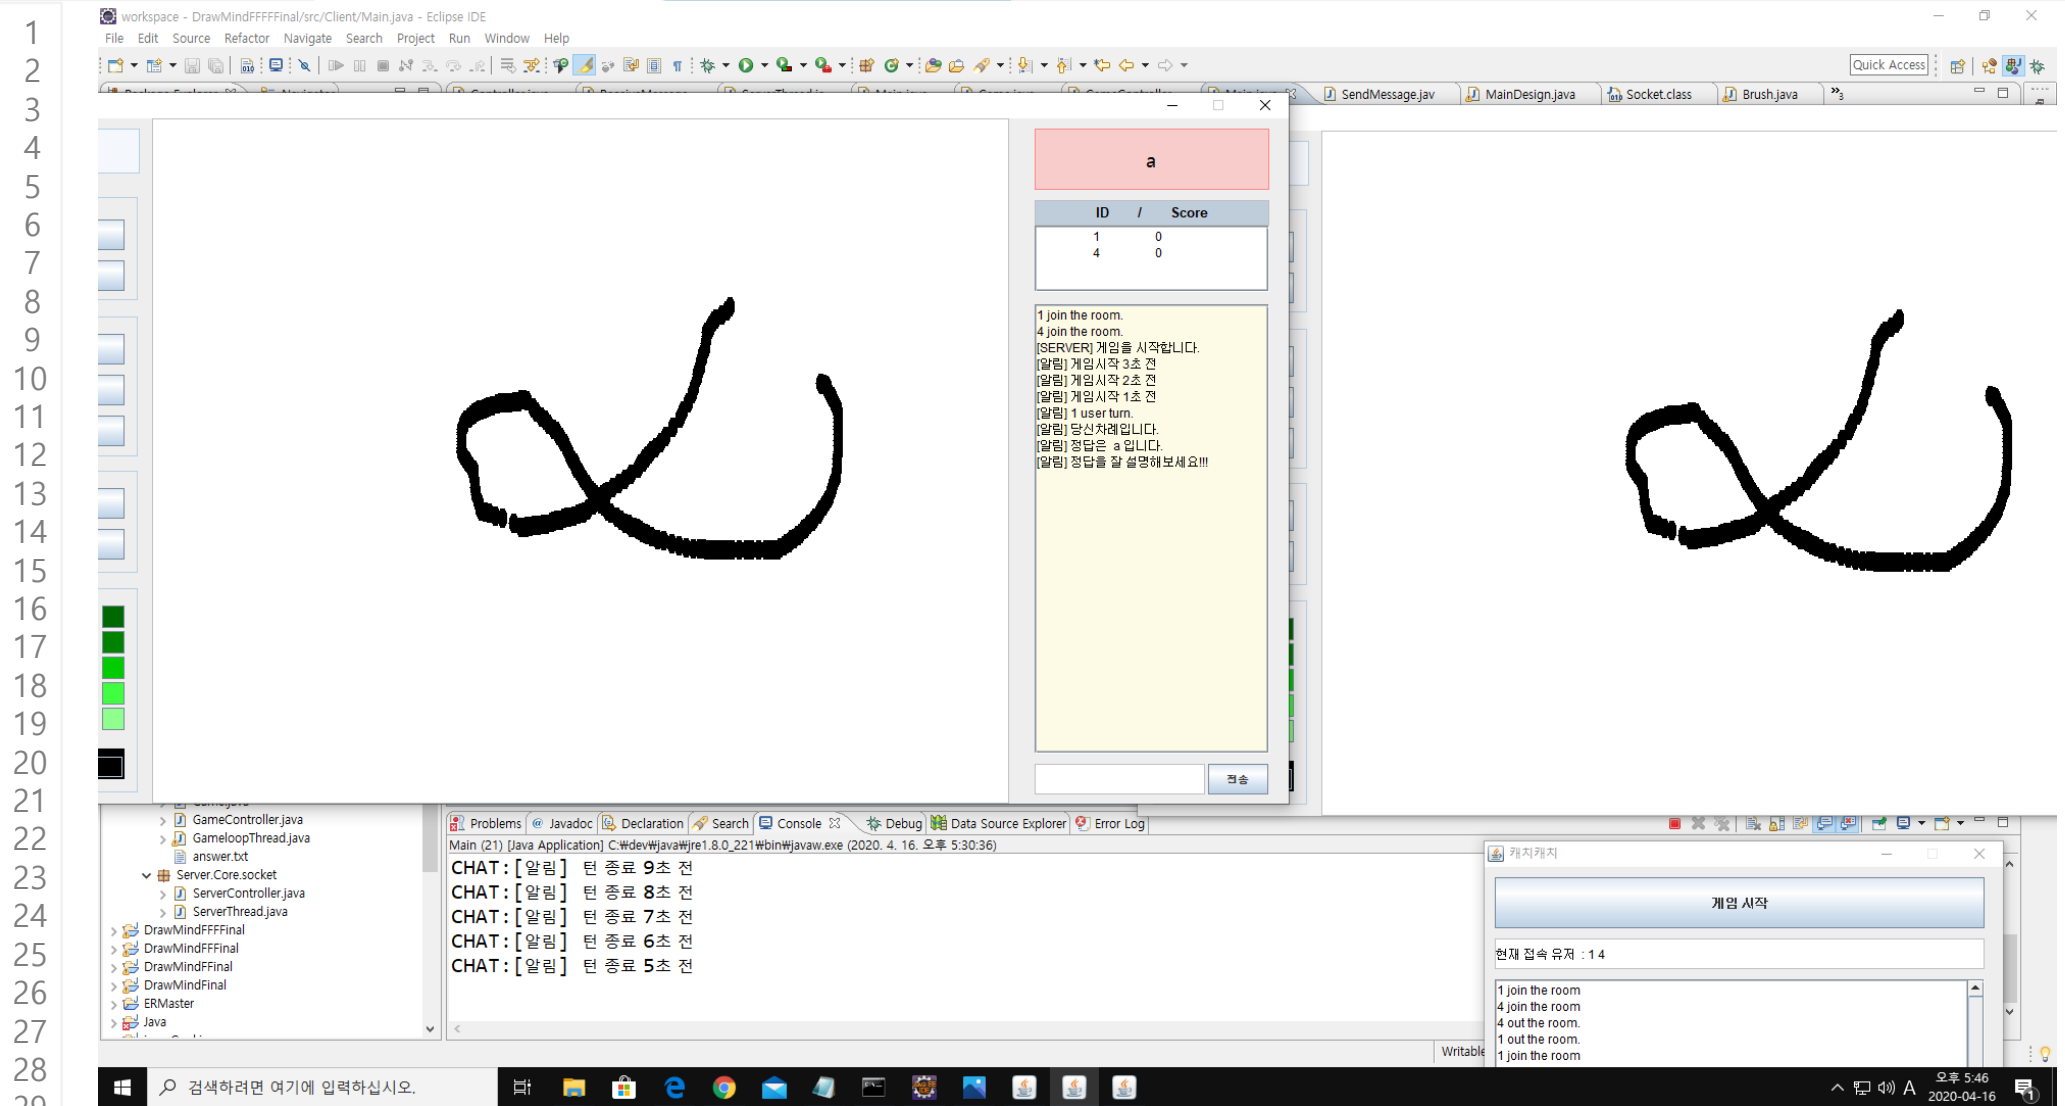 1
2
3
4
5
6
7
8
9
10
11
12
13
14
15
16
17
18
19
20
21
22
23
24
25
26
27
28
workspace - DrawMindFFFFFinal/src/Client/Main.java - Eclipse IDE
File Edit Source Refactor Navigate Search Project Run Window Help
Quick Access
SendMessage.jav MainDesign.java Socket.class Brush.java »3
a
ID / Score
1 0
4 0
1 join the room.
4 join the room.
[SERVER] 게임을 시작합니다.
[알림] 게임시작 3초 전
[알림] 게임시작 2초 전
[알림] 게임시작 1초 전
[알림] 1 user turn.
[알림] 당신차례입니다.
[알림] 정답은 a 입니다.
[알림] 정답을 잘 설명해보세요!!!
전송
GameController.java
GameloopThread.java
answer.txt
Server.Core.socket
ServerController.java
ServerThread.java
DrawMindFFFFinal
DrawMindFFFinal
DrawMindFFinal
DrawMindFinal
ERMaster
Java
Problems @ Javadoc Declaration Search Console Debug Data Source Explorer Error Log
Main (21) [Java Application] C:₩dev₩java₩jre1.8.0_221₩bin₩javaw.exe (2020. 4. 16. 오후 5:30:36)
CHAT:[알림] 턴 종료 9초 전
CHAT:[알림] 턴 종료 8초 전
CHAT:[알림] 턴 종료 7초 전
CHAT:[알림] 턴 종료 6초 전
CHAT:[알림] 턴 종료 5초 전
캐치캐치
게임 시작
현재 접속 유저 : 1 4
1 join the room
4 join the room
4 out the room.
1 out the room.
1 join the room
Writable
검색하려면 여기에 입력하십시오.
A
오후 5:46
2020-04-16
1